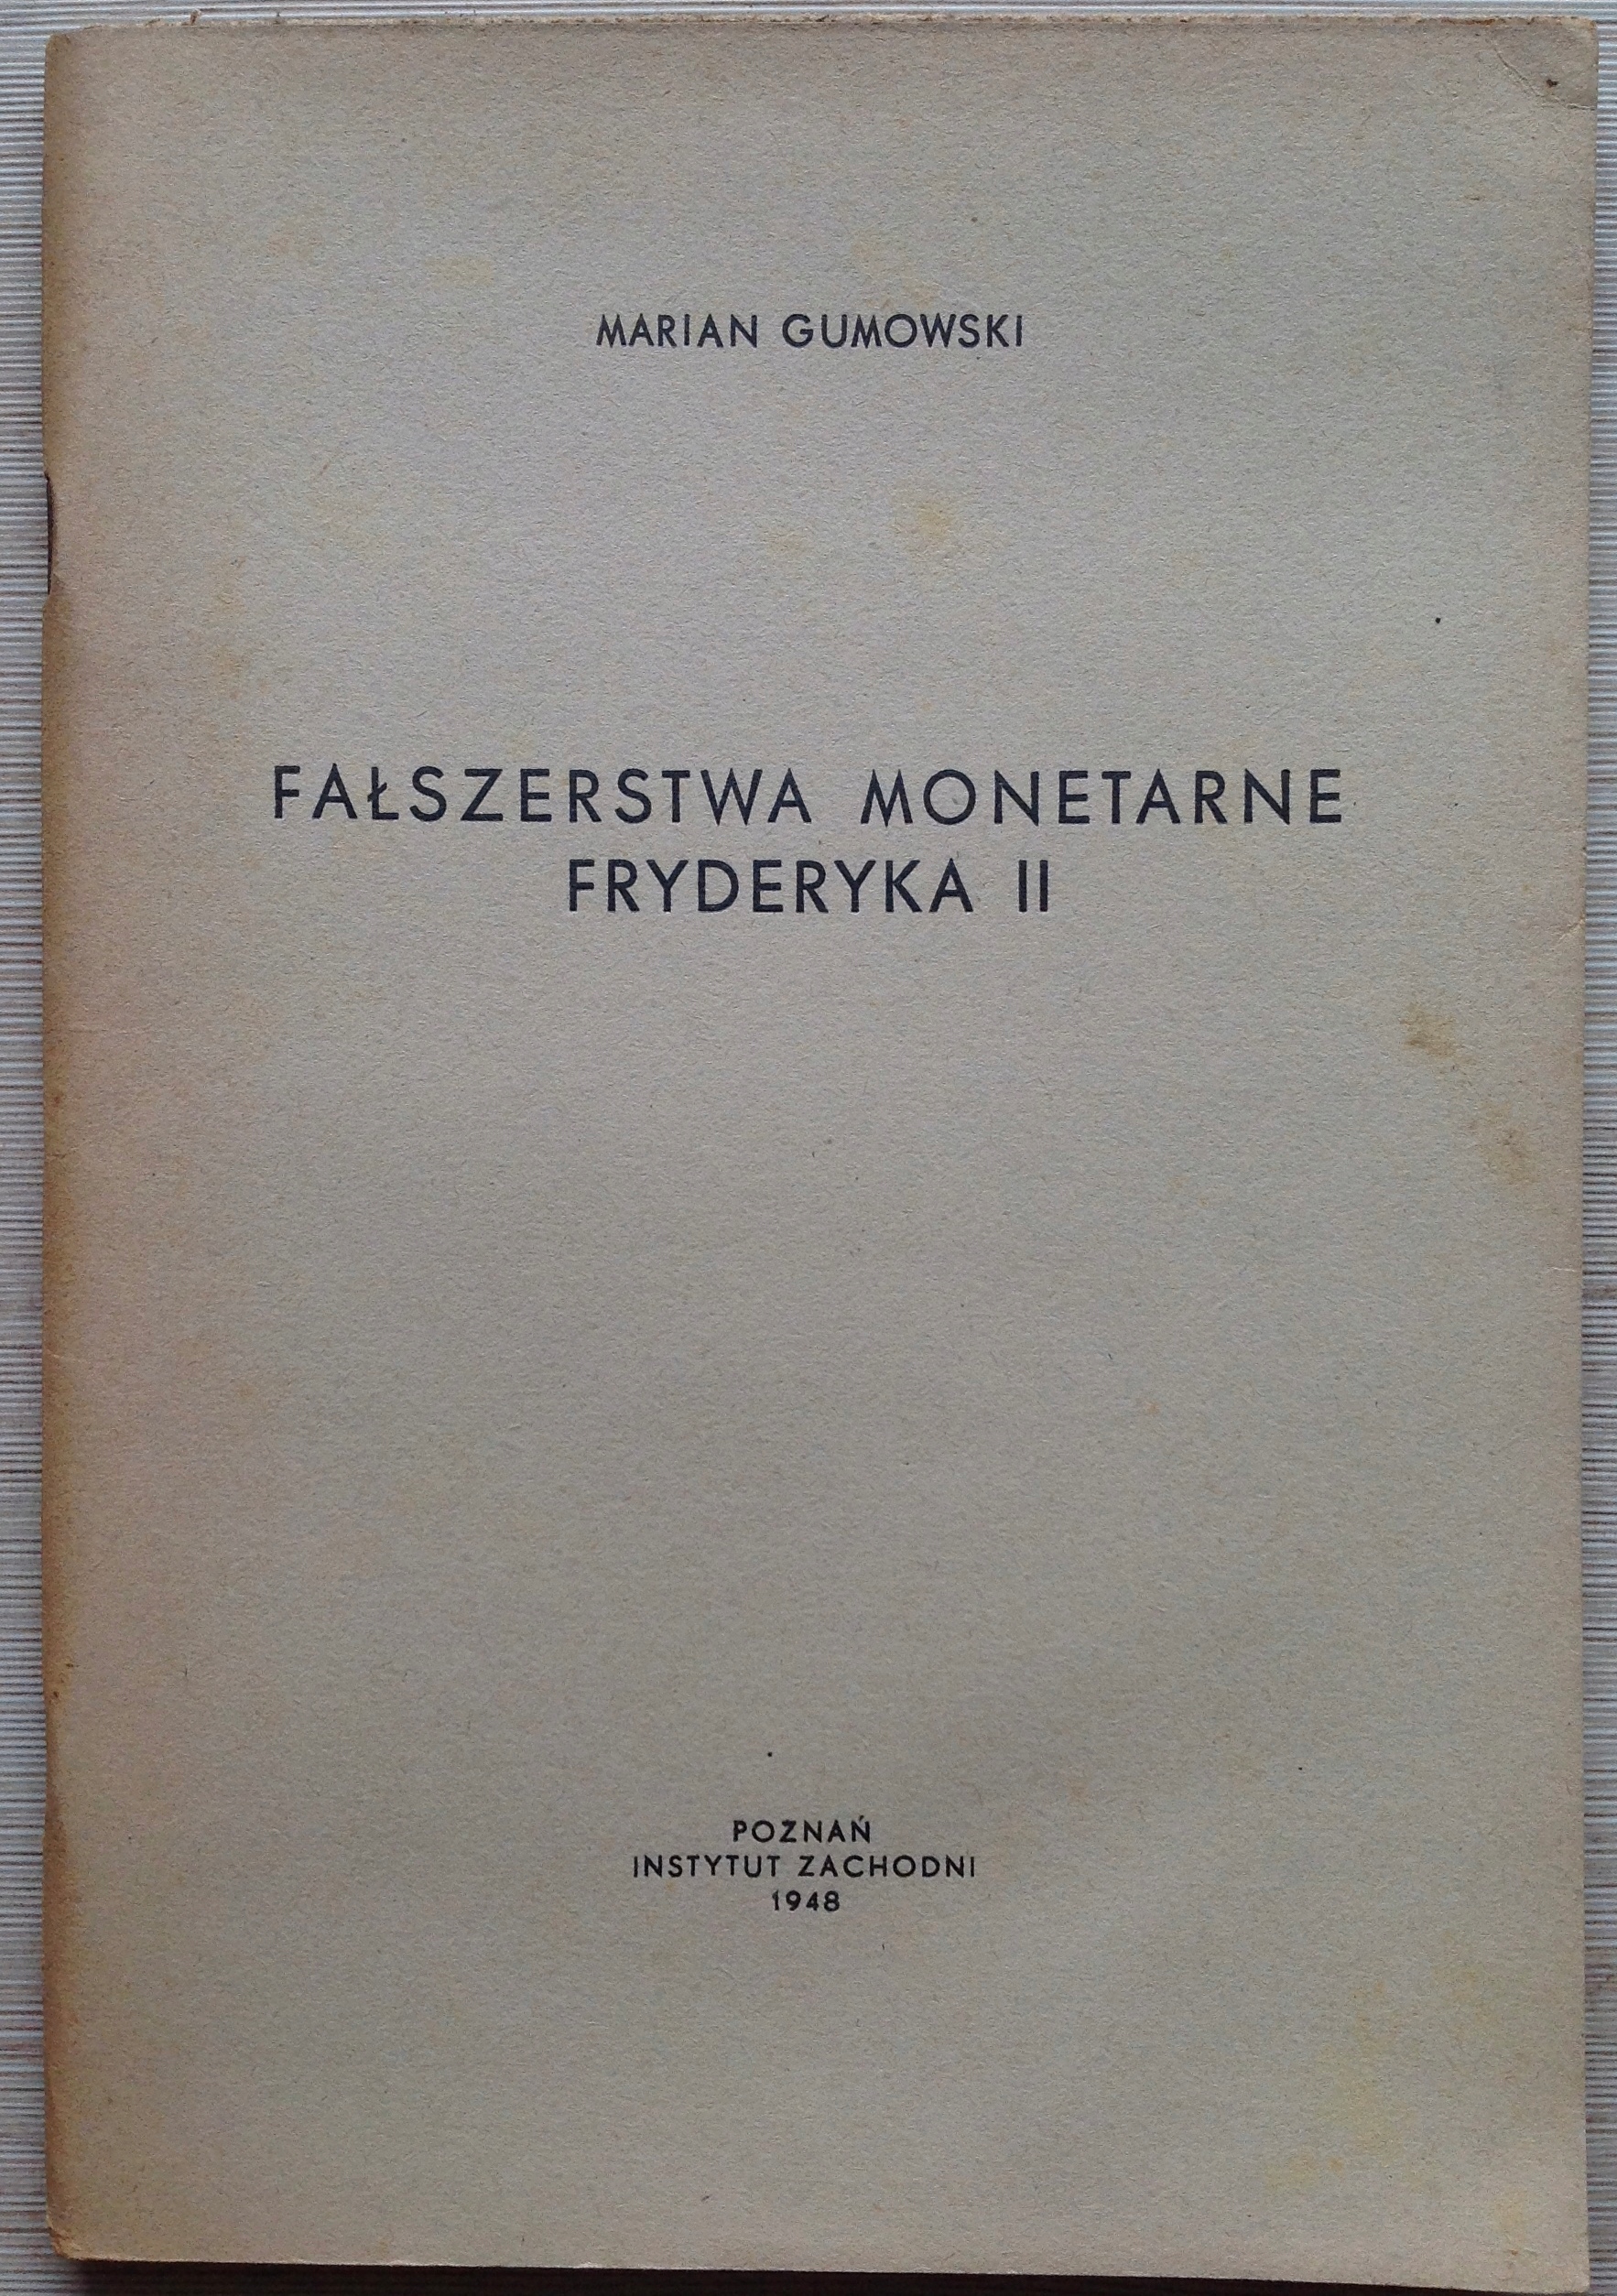 MARIAN GUMOWSKI
FAŁSZERSTWA MONETARNE
FRYDERYKA II
POZNAŃ
INSTYTUT ZACHODNI
1948